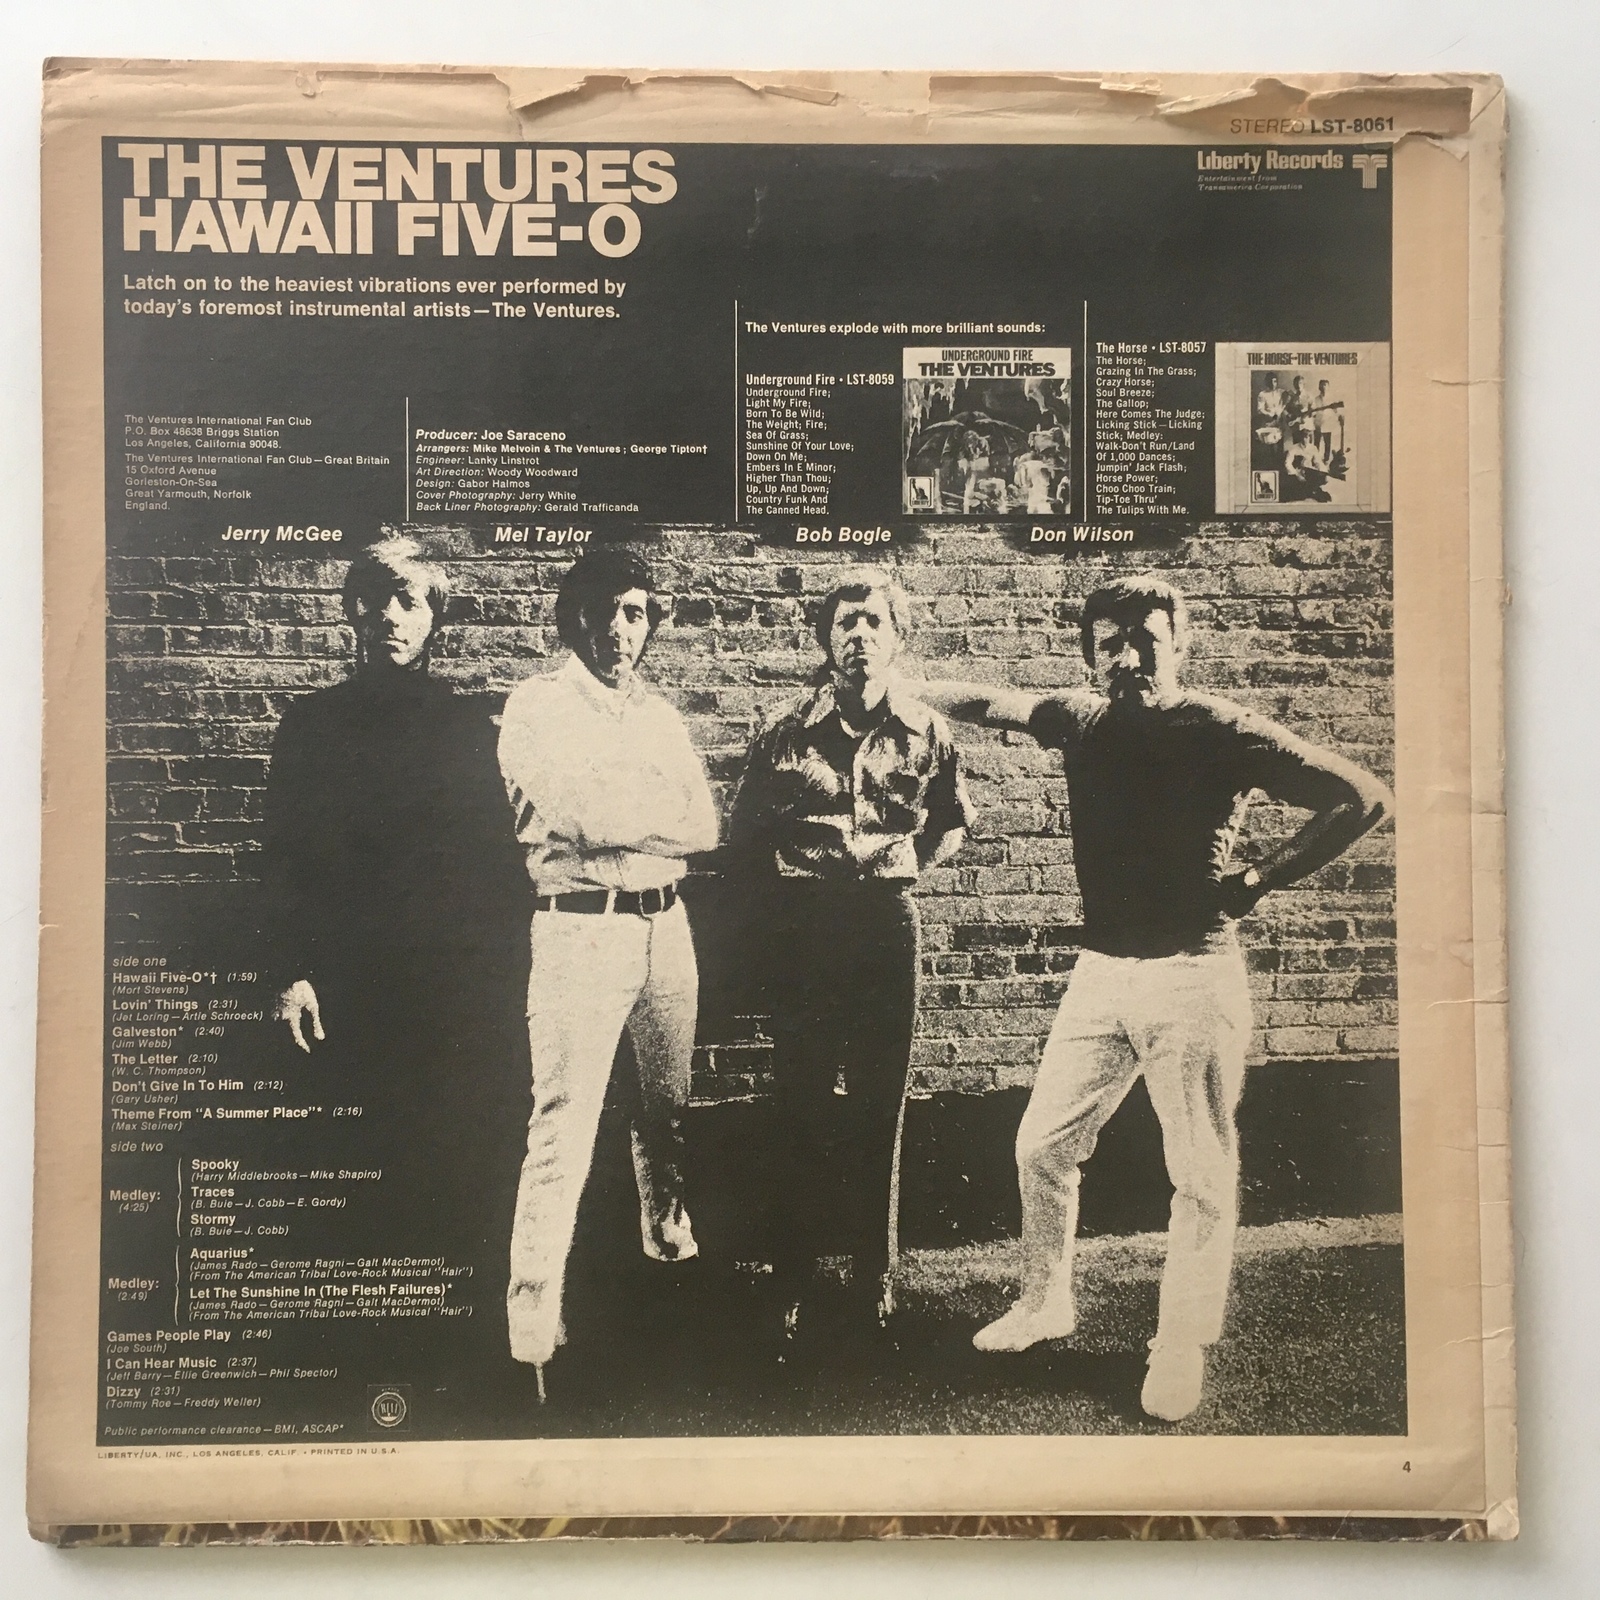 STEREO LST-8061
THE VENTURES
HAWAII FIVE-O
Liberty Records
Entertainment from
Transamerica Corporation
Latch on to the heaviest vibrations ever performed by
today's foremost instrumental artists—The Ventures.
The Ventures International Fan Club
P.O. Box 48638 Briggs Station
Los Angeles, California 90048.
The Ventures International Fan Club—Great Britain
15 Oxford Avenue
Gorleston-On-Sea
Great Yarmouth, Norfolk
England.
Producer: Joe Saraceno
Arrangers: Mike Melvoin & The Ventures; George Tipton†
Engineer: Lanky Linstrot
Art Direction: Woody Woodward
Design: Gabor Halmos
Cover Photography: Jerry White
Back Liner Photography: Gerald Trafficanda
The Ventures explode with more brilliant sounds:
Underground Fire • LST-8059
Underground Fire;
Light My Fire;
Born To Be Wild;
The Weight; Fire;
Sea Of Grass;
Sunshine Of Your Love;
Down On Me;
Embers In E Minor;
Higher Than Thou;
Up, Up And Down;
Country Funk And
The Canned Head.
UNDERGROUND FIRE
THE VENTURES
LIBERTY
The Horse • LST-8057
The Horse;
Grazing In The Grass;
Crazy Horse;
Soul Breeze;
The Gallop;
Here Comes The Judge;
Licking Stick—Licking
Stick; Medley:
Walk-Don't Run/Land
Of 1,000 Dances;
Jumpin' Jack Flash;
Horse Power;
Choo Choo Train;
Tip-Toe Thru'
The Tulips With Me.
THE HORSE—THE VENTURES
LIBERTY
Jerry McGee
Mel Taylor
Bob Bogle
Don Wilson
side one
Hawaii Five-O*† (1:59)
(Mort Stevens)
Lovin' Things (2:31)
(Jet Loring—Artie Schroeck)
Galveston* (2:40)
(Jim Webb)
The Letter (2:10)
(W. C. Thompson)
Don't Give In To Him (2:12)
(Gary Usher)
Theme From "A Summer Place"* (2:16)
(Max Steiner)
side two
Medley:
(4:25)
Spooky
(Harry Middlebrooks—Mike Shapiro)
Traces
(B. Buie—J. Cobb—E. Gordy)
Stormy
(B. Buie—J. Cobb)
Medley:
(2:49)
Aquarius*
(James Rado—Gerome Ragni—Galt MacDermot)
(From The American Tribal Love-Rock Musical "Hair")
Let The Sunshine In (The Flesh Failures)*
(James Rado—Gerome Ragni—Galt MacDermot)
(From The American Tribal Love-Rock Musical "Hair")
Games People Play (2:46)
(Joe South)
I Can Hear Music (2:37)
(Jeff Barry—Ellie Greenwich—Phil Spector)
Dizzy (2:31)
(Tommy Roe—Freddy Weller)
Public performance clearance—BMI, ASCAP*
LIBERTY/UA, INC., LOS ANGELES, CALIF. • PRINTED IN U.S.A.
4